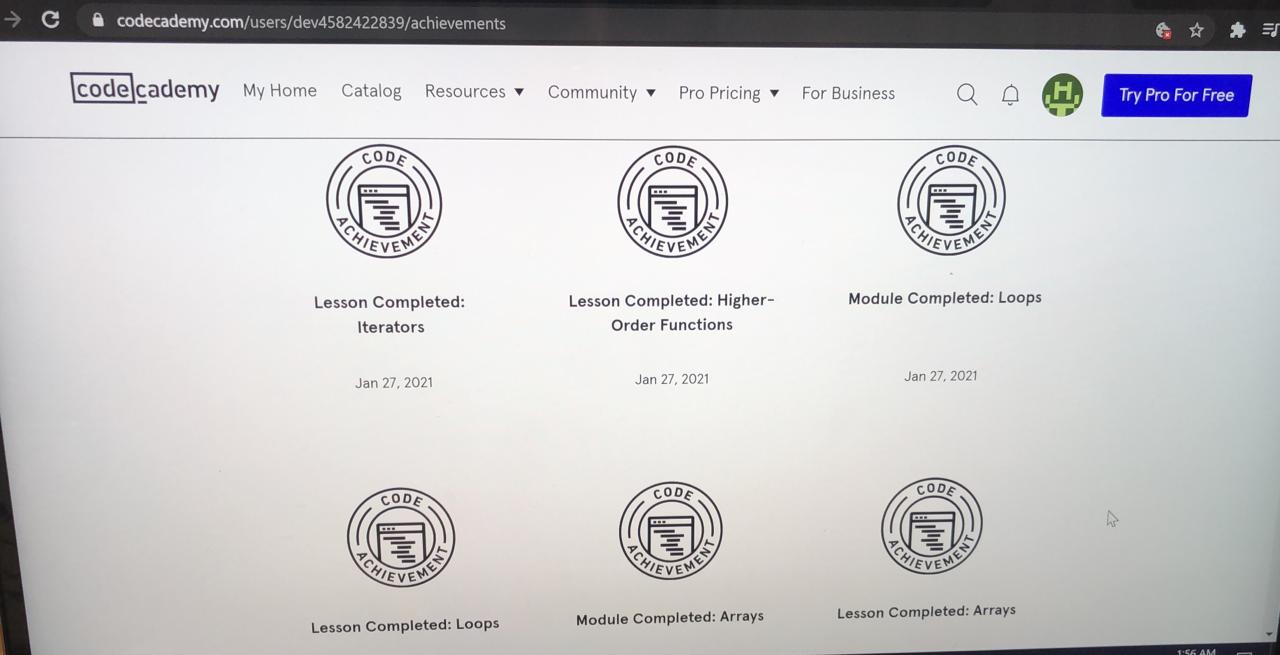 codecademy.com/users/dev4582422839/achievements
codecademy My Home Catalog Resources Community Pro Pricing For Business H Try Pro For Free
CODE ACHIEVEMENT
CODE ACHIEVEMENT
CODE ACHIEVEMENT
Lesson Completed:
Iterators
Jan 27, 2021
Lesson Completed: Higher-
Order Functions
Jan 27, 2021
Module Completed: Loops
Jan 27, 2021
CODE ACHIEVEMENT
CODE ACHIEVEMENT
CODE ACHIEVEMENT
Lesson Completed: Loops
Module Completed: Arrays
Lesson Completed: Arrays
1:56 AM